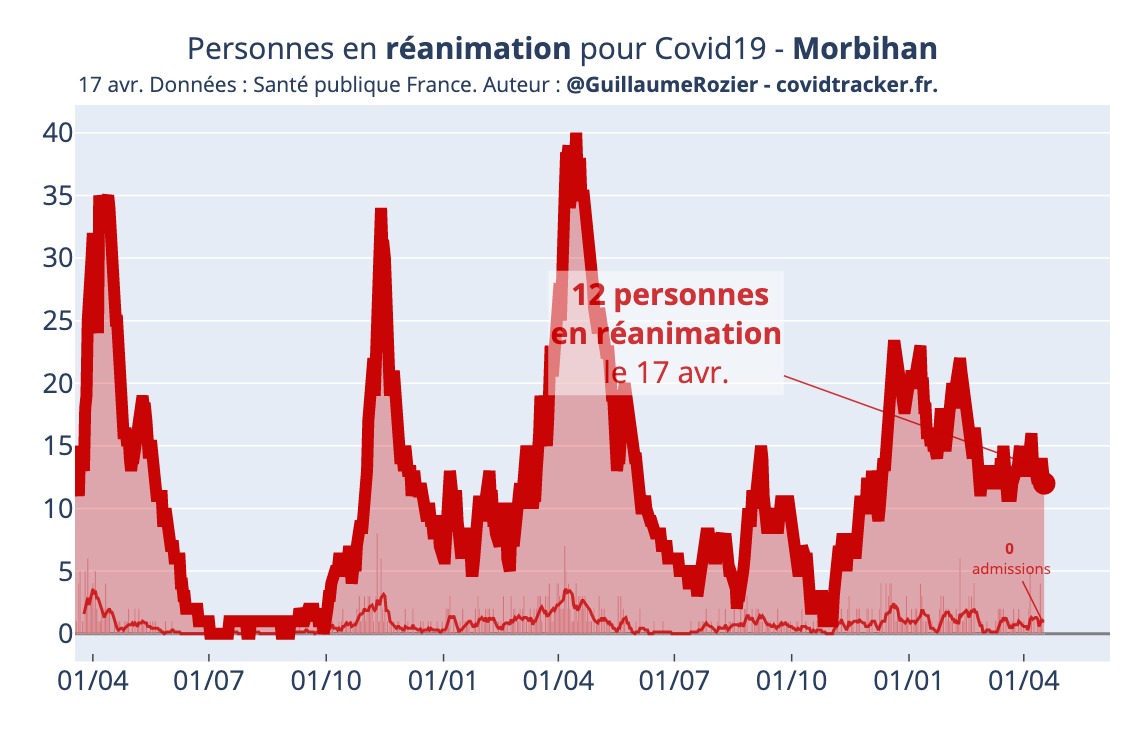 Personnes en réanimation pour Covid19 - Morbihan
17 avr. Données : Santé publique France. Auteur : @GuillaumeRozier - covidtracker.fr.
40
35
30
25
20
15
10
5
0
12 personnes
en réanimation
le 17 avr.
0
admissions
01/04 01/07 01/10 01/01 01/04 01/07 01/10 01/01 01/04